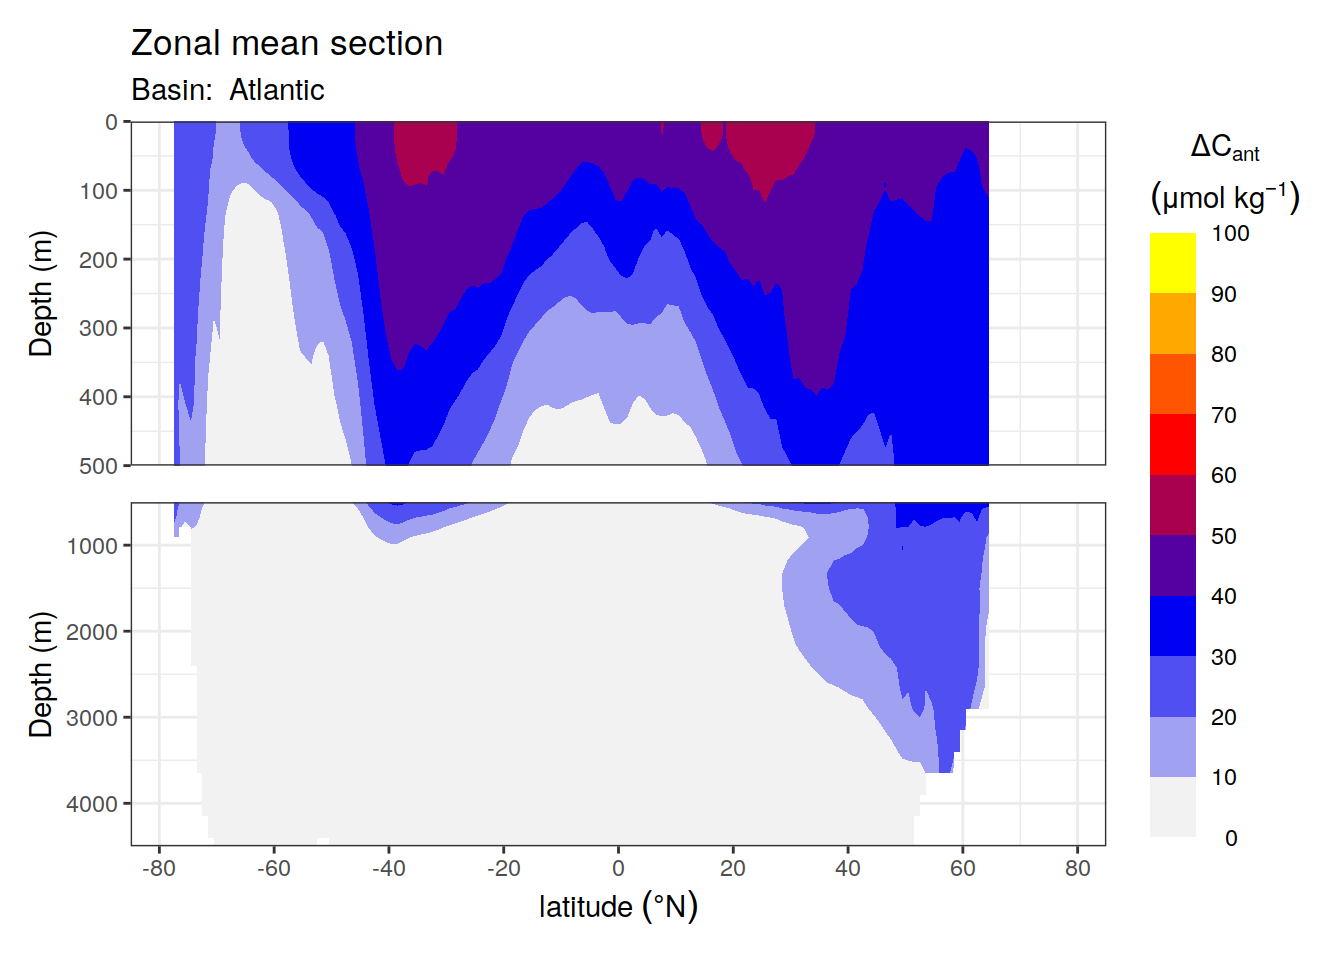 Zonal mean section
Basin:  Atlantic
0
100
200
300
400
500
Depth (m)
1000
2000
3000
4000
Depth (m)
-80 -60 -40 -20 0 20 40 60 80
latitude (°N)
ΔCant
(μmol kg⁻¹)
100
90
80
70
60
50
40
30
20
10
0